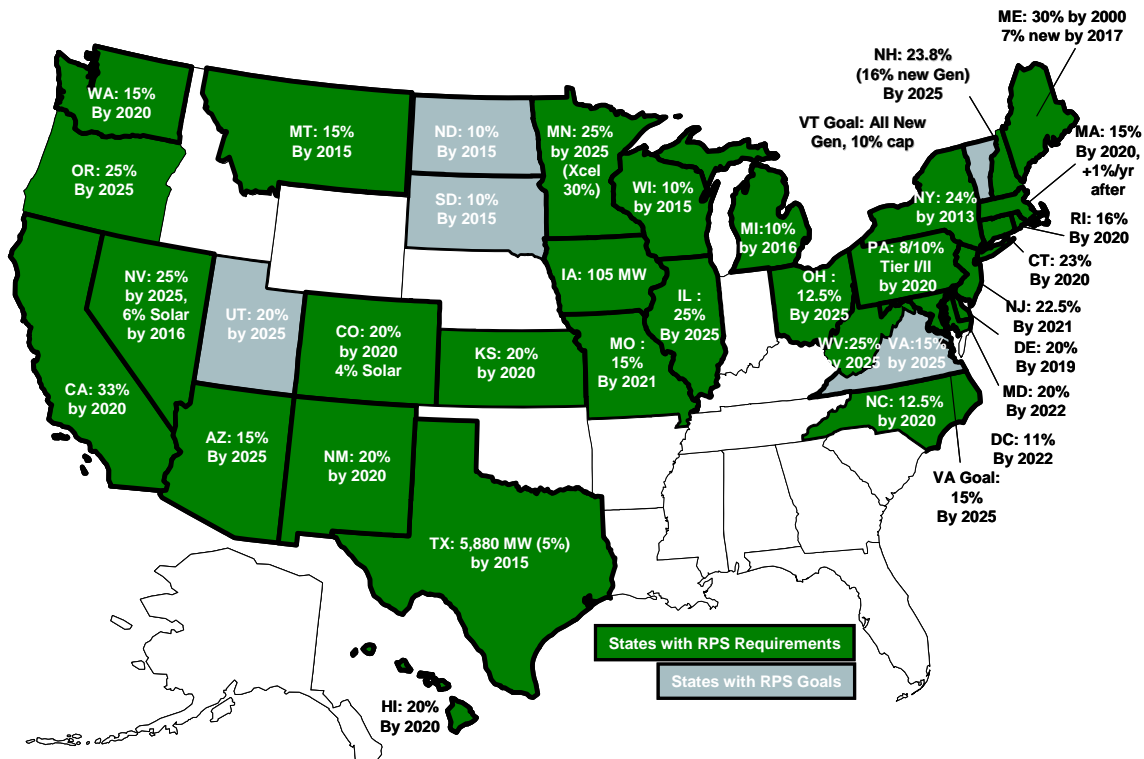 ME: 30% by 2000
7% new by 2017
NH: 23.8%
(16% new Gen)
By 2025
VT Goal: All New
Gen, 10% cap
MA: 15%
By 2020,
+1%/yr
after
WA: 15%
By 2020
MT: 15%
By 2015
ND: 10%
By 2015
MN: 25%
by 2025
(Xcel
30%)
OR: 25%
By 2025
SD: 10%
By 2015
WI: 10%
by 2015
MI:10%
by 2016
NY: 24%
by 2013
RI: 16%
By 2020
CT: 23%
By 2020
NV: 25%
by 2025,
6% Solar
by 2016
UT: 20%
by 2025
CO: 20%
by 2020
4% Solar
IA: 105 MW
IL :
25%
By 2025
OH :
12.5%
By 2025
PA: 8/10%
Tier I/II
by 2020
NJ: 22.5%
By 2021
DE: 20%
By 2019
CA: 33%
by 2020
KS: 20%
by 2020
MO :
15%
By 2021
WV:25%
by 2025
VA:15%
by 2025
MD: 20%
By 2022
AZ: 15%
By 2025
NM: 20%
by 2020
NC: 12.5%
by 2020
DC: 11%
By 2022
VA Goal:
15%
By 2025
TX: 5,880 MW (5%)
by 2015
States with RPS Requirements
States with RPS Goals
HI: 20%
By 2020